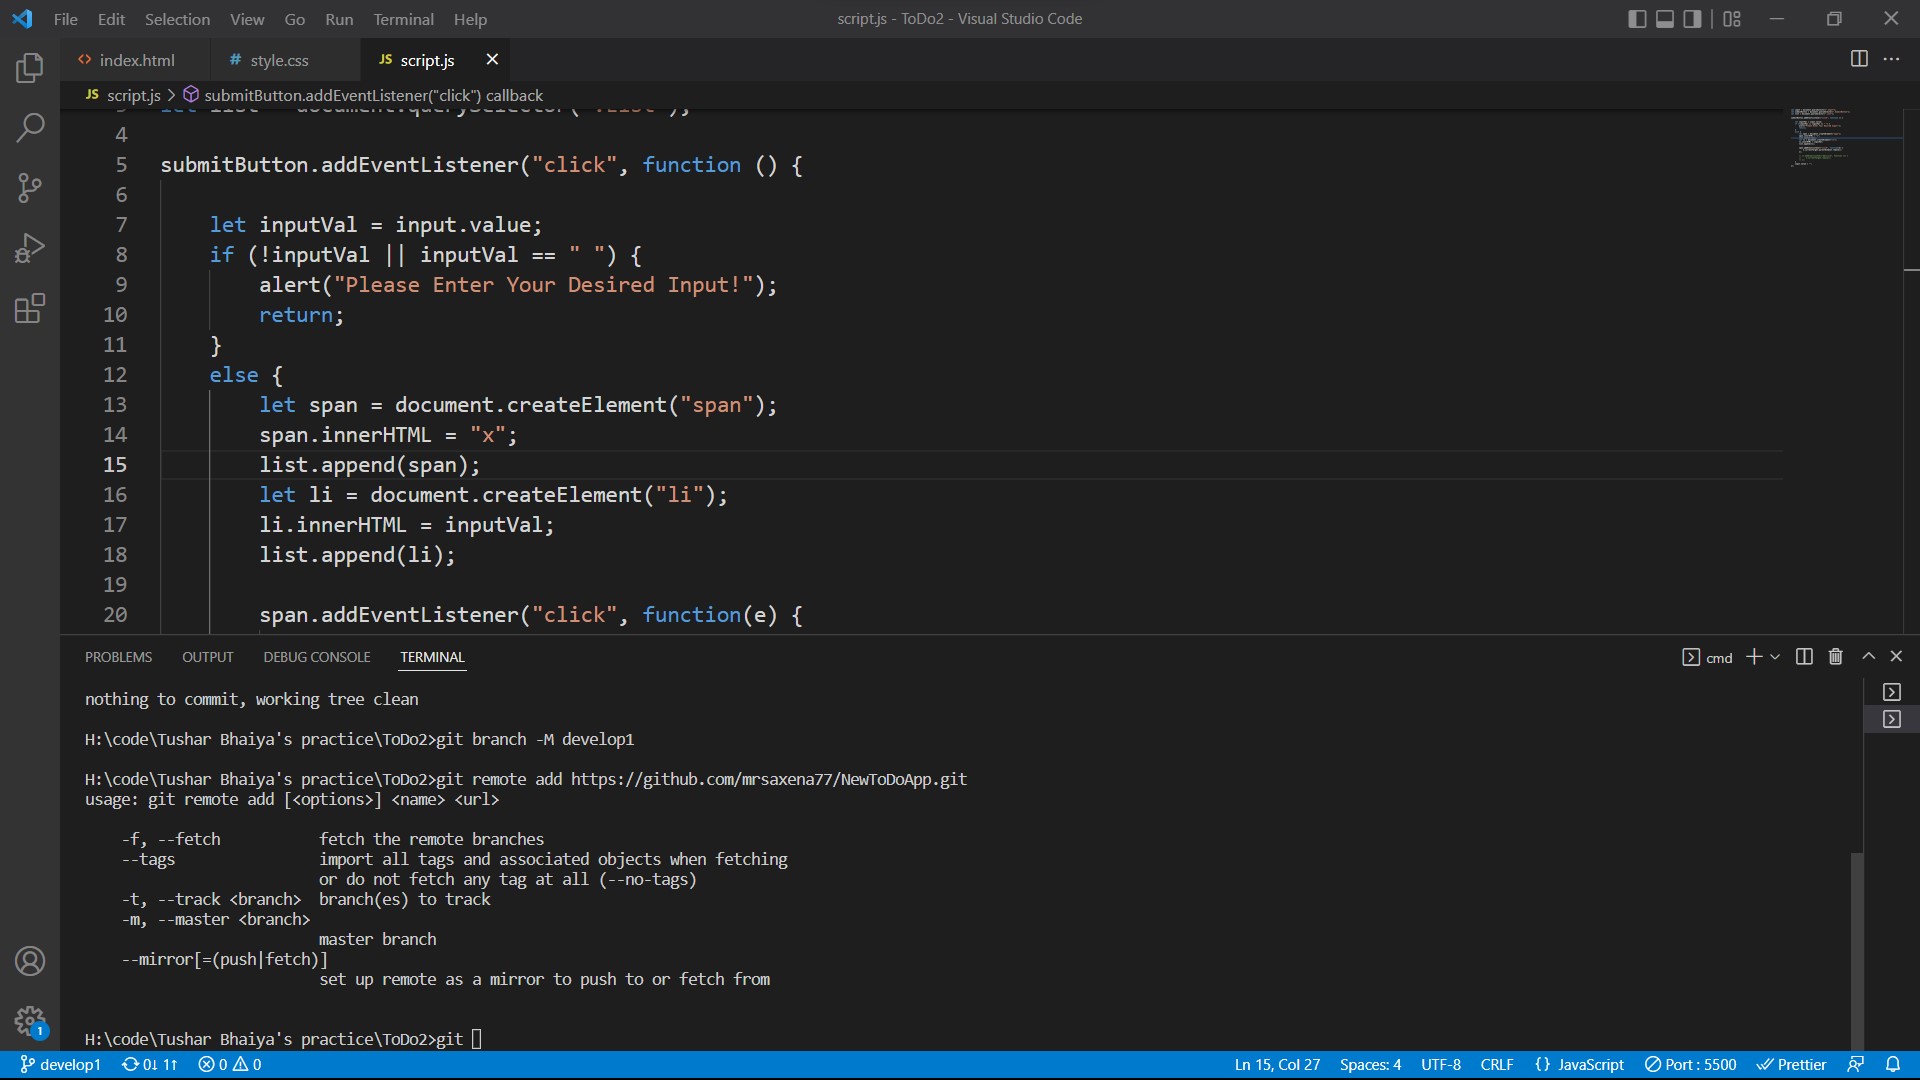 File Edit Selection View Go Run Terminal Help
script.js - ToDo2 - Visual Studio Code
<> index.html # style.css JS script.js
JS script.js > submitButton.addEventListener("click") callback
let list = document.querySelector(".List");
4
5 submitButton.addEventListener("click", function () {
6
7 let inputVal = input.value;
8 if (!inputVal || inputVal == " ") {
9 alert("Please Enter Your Desired Input!");
10 return;
11 }
12 else {
13 let span = document.createElement("span");
14 span.innerHTML = "x";
15 list.append(span);
16 let li = document.createElement("li");
17 li.innerHTML = inputVal;
18 list.append(li);
19
20 span.addEventListener("click", function(e) {
PROBLEMS OUTPUT DEBUG CONSOLE TERMINAL
cmd
nothing to commit, working tree clean
H:\code\Tushar Bhaiya's practice\ToDo2>git branch -M develop1
H:\code\Tushar Bhaiya's practice\ToDo2>git remote add https://github.com/mrsaxena77/NewToDoApp.git
usage: git remote add [<options>] <name> <url>
-f, --fetch fetch the remote branches
--tags import all tags and associated objects when fetching
or do not fetch any tag at all (--no-tags)
-t, --track <branch> branch(es) to track
-m, --master <branch>
master branch
--mirror[=(push|fetch)]
set up remote as a mirror to push to or fetch from
H:\code\Tushar Bhaiya's practice\ToDo2>git
1
develop1 0↓ 1↑ 0 0
Ln 15, Col 27 Spaces: 4 UTF-8 CRLF {} JavaScript Port : 5500 Prettier